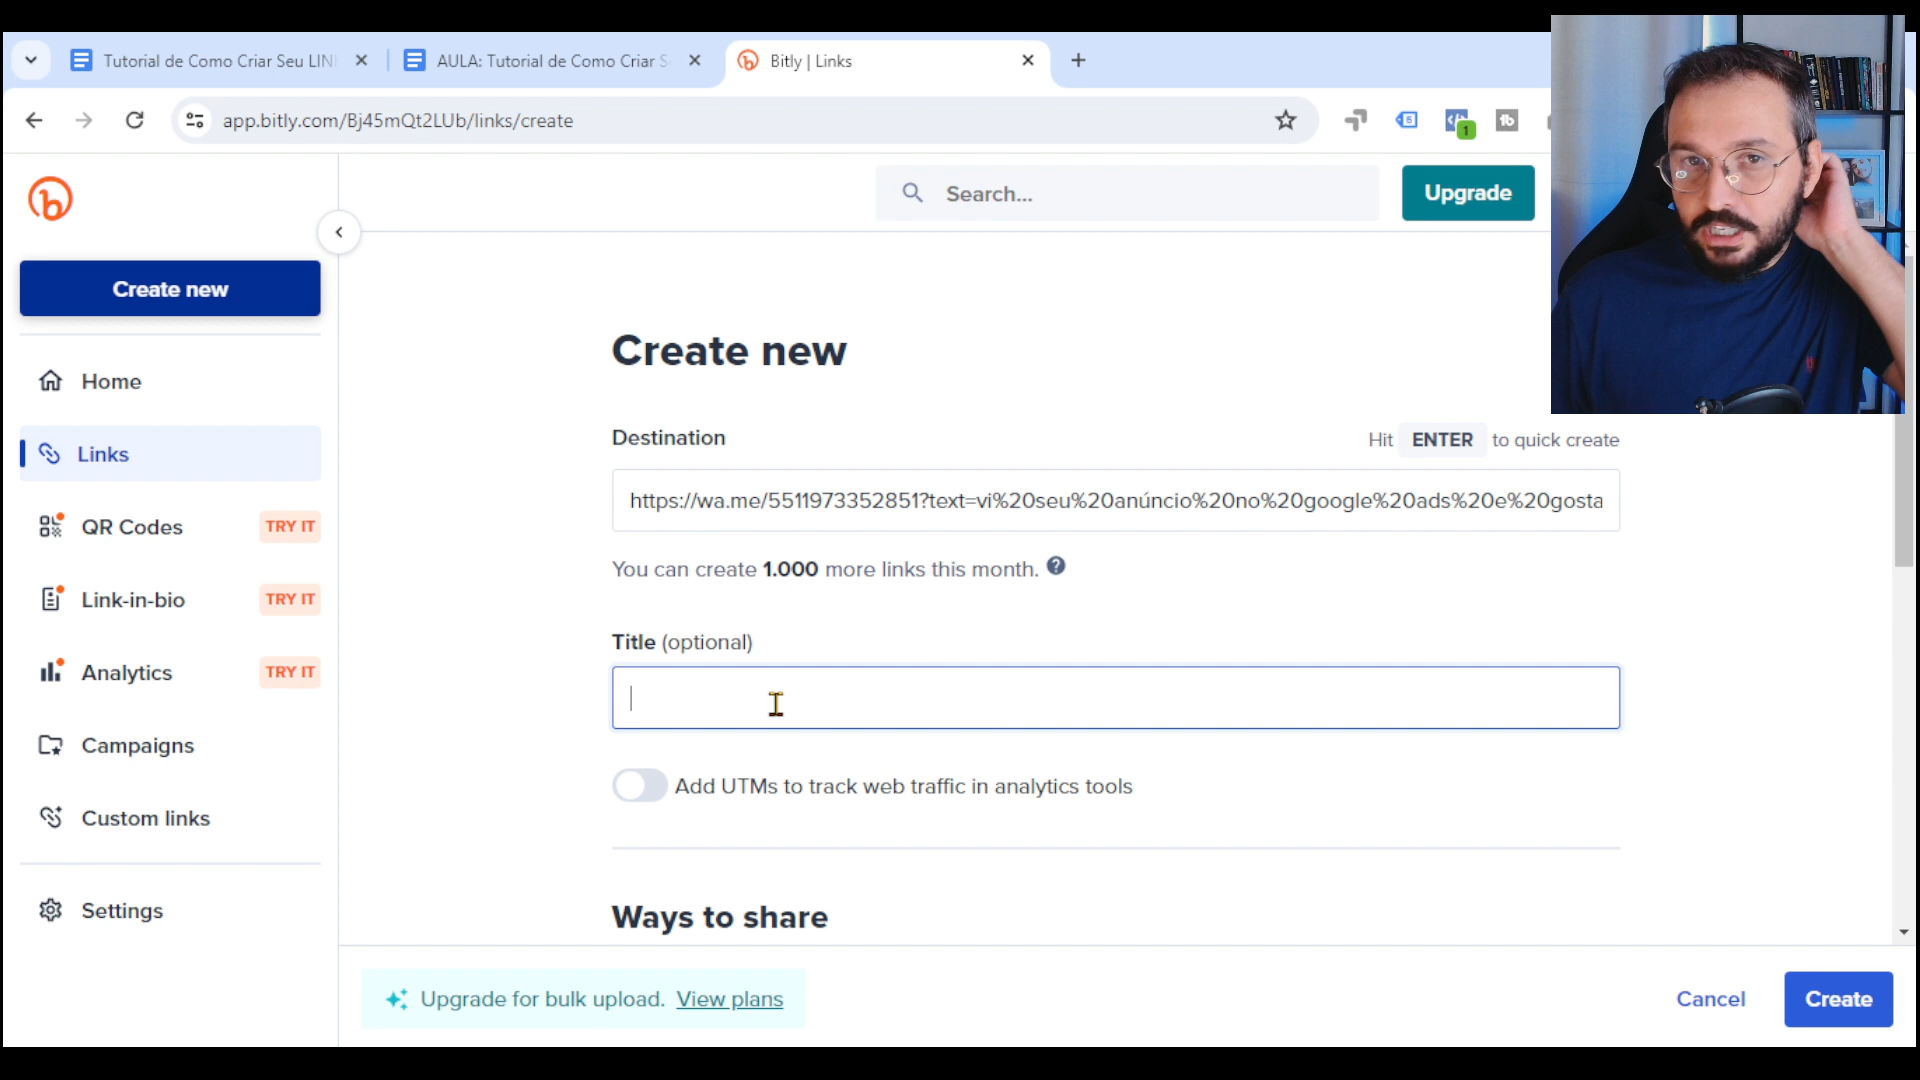 Tutorial de Como Criar Seu LIN
AULA: Tutorial de Como Criar S
Bitly | Links
app.bitly.com/Bj45mQt2LUb/links/create
1
Search...
Upgrade
Create new
Home
Links
QR Codes
TRY IT
Link-in-bio
TRY IT
Analytics
TRY IT
Campaigns
Custom links
Settings
Create new
Destination
Hit ENTER to quick create
https://wa.me/5511973352851?text=vi%20seu%20anúncio%20no%20google%20ads%20e%20gosta
You can create 1.000 more links this month.
Title (optional)
Add UTMs to track web traffic in analytics tools
Ways to share
Upgrade for bulk upload. View plans
Cancel
Create